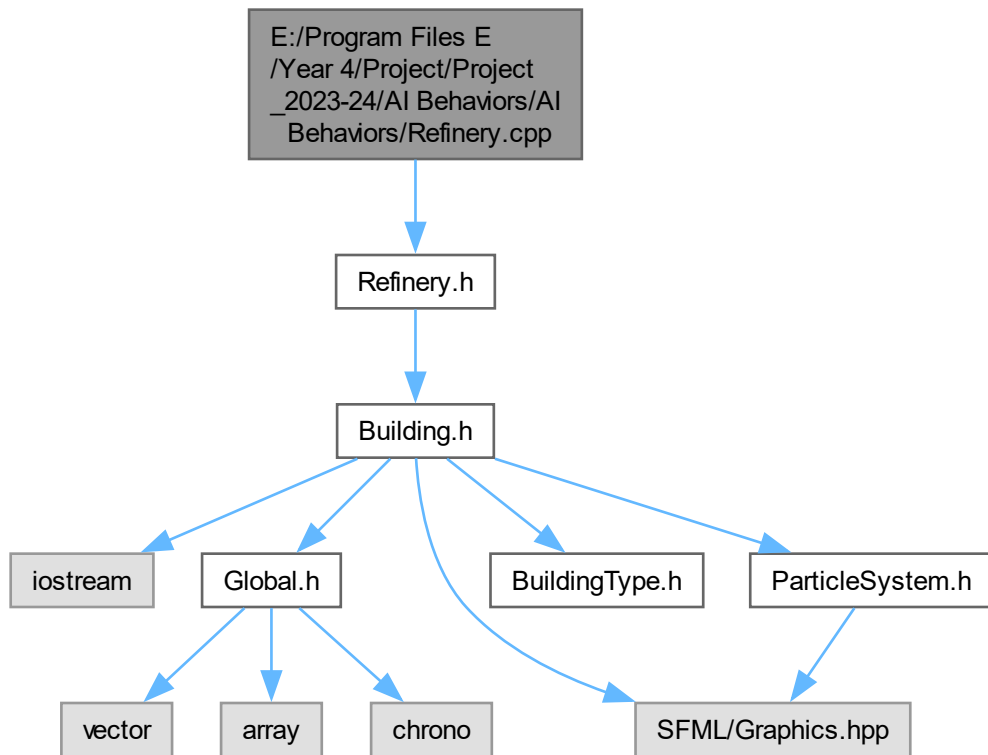 E:/Program Files E
/Year 4/Project/Project
_2023-24/AI Behaviors/AI
Behaviors/Refinery.cpp
Refinery.h
Building.h
iostream
Global.h
BuildingType.h
ParticleSystem.h
vector
array
chrono
SFML/Graphics.hpp